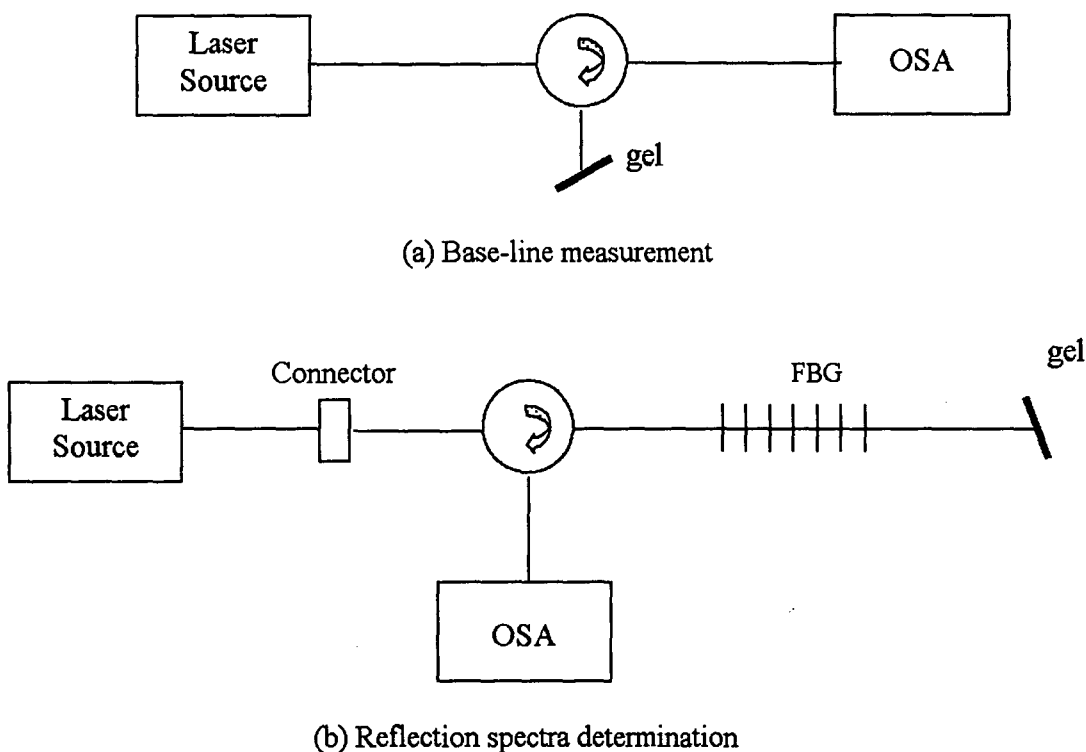 Laser
Source
OSA
gel
(a) Base-line measurement
gel
Connector
FBG
Laser
Source
OSA
(b) Reflection spectra determination